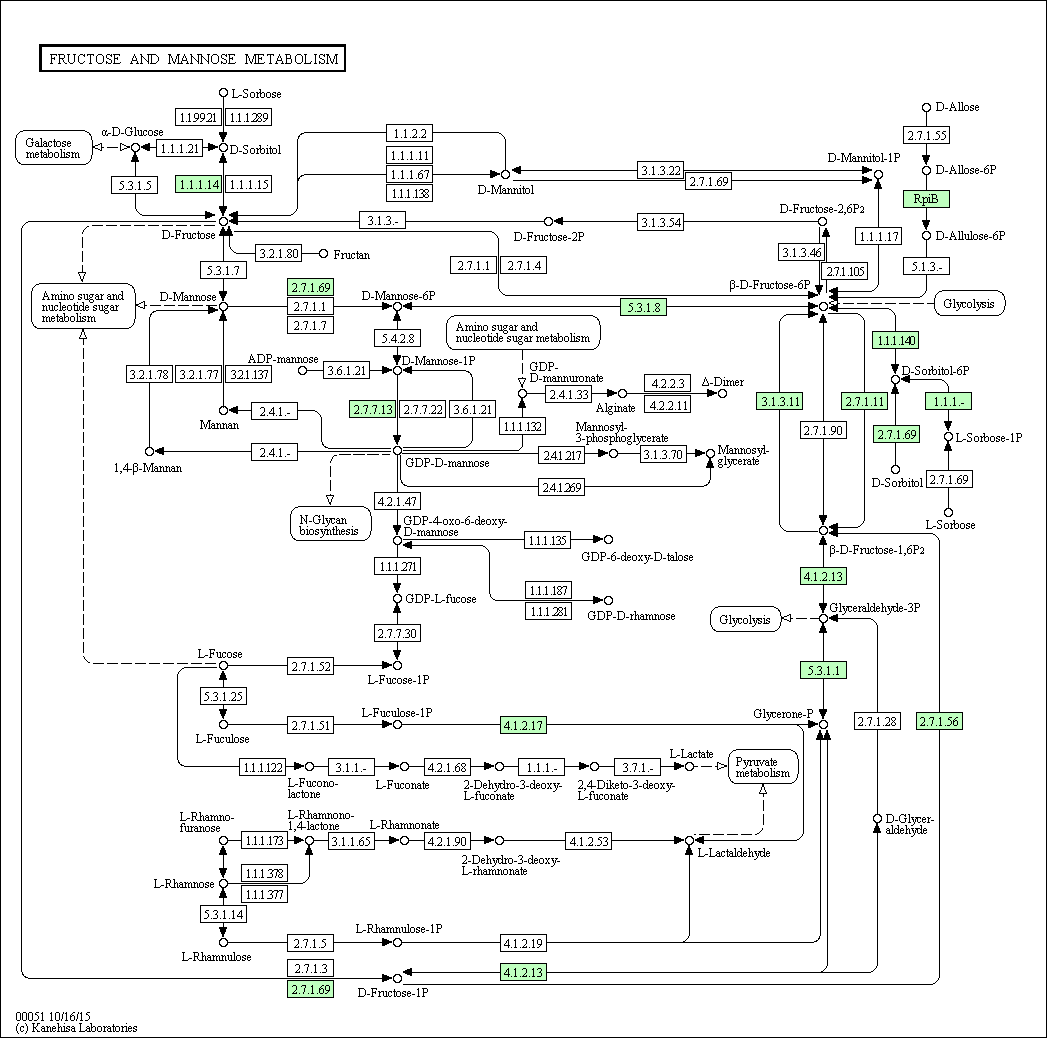 FRUCTOSE AND MANNOSE METABOLISM
L-Sorbose
D-Allose
1.1.99.21
1.1.1.289
α-D-Glucose
2.7.1.55
1.1.2.2
Galactose
metabolism
1.1.1.21
D-Sorbitol
1.1.1.11
D-Mannitol-1P
D-Allose-6P
3.1.3.22
5.3.1.5
1.1.1.14
1.1.1.15
1.1.1.67
D-Mannitol
2.7.1.69
1.1.1.138
RpiB
D-Fructose
3.1.3.-
D-Fructose-2P
3.1.3.54
D-Fructose-2,6P2
1.1.1.17
D-Allulose-6P
3.2.1.80
Fructan
3.1.3.46
5.3.1.7
2.7.1.1
2.7.1.4
2.7.1.105
5.1.3.-
β-D-Fructose-6P
Amino sugar and
nucleotide sugar
metabolism
D-Mannose
2.7.1.69
2.7.1.1
2.7.1.7
D-Mannose-6P
5.3.1.8
Glycolysis
5.4.2.8
Amino sugar and
nucleotide sugar metabolism
1.1.1.140
ADP-mannose
3.6.1.21
D-Mannose-1P
GDP-
D-mannuronate
3.2.1.78
3.2.1.77
3.2.1.137
D-Sorbitol-6P
2.4.1.33
Alginate
4.2.2.3
4.2.2.11
Δ-Dimer
Mannan
2.4.1.-
2.7.7.13
2.7.7.22
3.6.1.21
3.1.3.11
2.7.1.11
1.1.1.-
1.1.1.132
Mannosyl-
3-phosphoglycerate
2.7.1.90
2.7.1.69
L-Sorbose-1P
1,4-β-Mannan
2.4.1.-
GDP-D-mannose
2.4.1.217
3.1.3.70
Mannosyl-
glycerate
D-Sorbitol
2.7.1.69
2.4.1.269
L-Sorbose
4.2.1.47
N-Glycan
biosynthesis
GDP-4-oxo-6-deoxy-
D-mannose
1.1.1.135
GDP-6-deoxy-D-talose
β-D-Fructose-1,6P2
1.1.1.271
4.1.2.13
GDP-L-fucose
1.1.1.187
1.1.1.281
GDP-D-rhamnose
Glycolysis
Glyceraldehyde-3P
2.7.7.30
L-Fucose
2.7.1.52
L-Fucose-1P
5.3.1.1
5.3.1.25
L-Fuculose
2.7.1.51
L-Fuculose-1P
4.1.2.17
Glycerone-P
2.7.1.28
2.7.1.56
1.1.1.122
L-Fucono-
lactone
3.1.1.-
L-Fuconate
4.2.1.68
2-Dehydro-3-deoxy-
L-fuconate
1.1.1.-
2,4-Diketo-3-deoxy-
L-fuconate
3.7.1.-
L-Lactate
Pyruvate
metabolism
L-Rhamno-
furanose
1.1.1.173
L-Rhamnono-
1,4-lactone
3.1.1.65
L-Rhamnonate
4.2.1.90
2-Dehydro-3-deoxy-
L-rhamnonate
4.1.2.53
L-Lactaldehyde
D-Glycer-
aldehyde
L-Rhamnose
1.1.1.378
1.1.1.377
5.3.1.14
L-Rhamnulose
2.7.1.5
L-Rhamnulose-1P
4.1.2.19
2.7.1.3
2.7.1.69
D-Fructose-1P
4.1.2.13
00051 10/16/15
(c) Kanehisa Laboratories